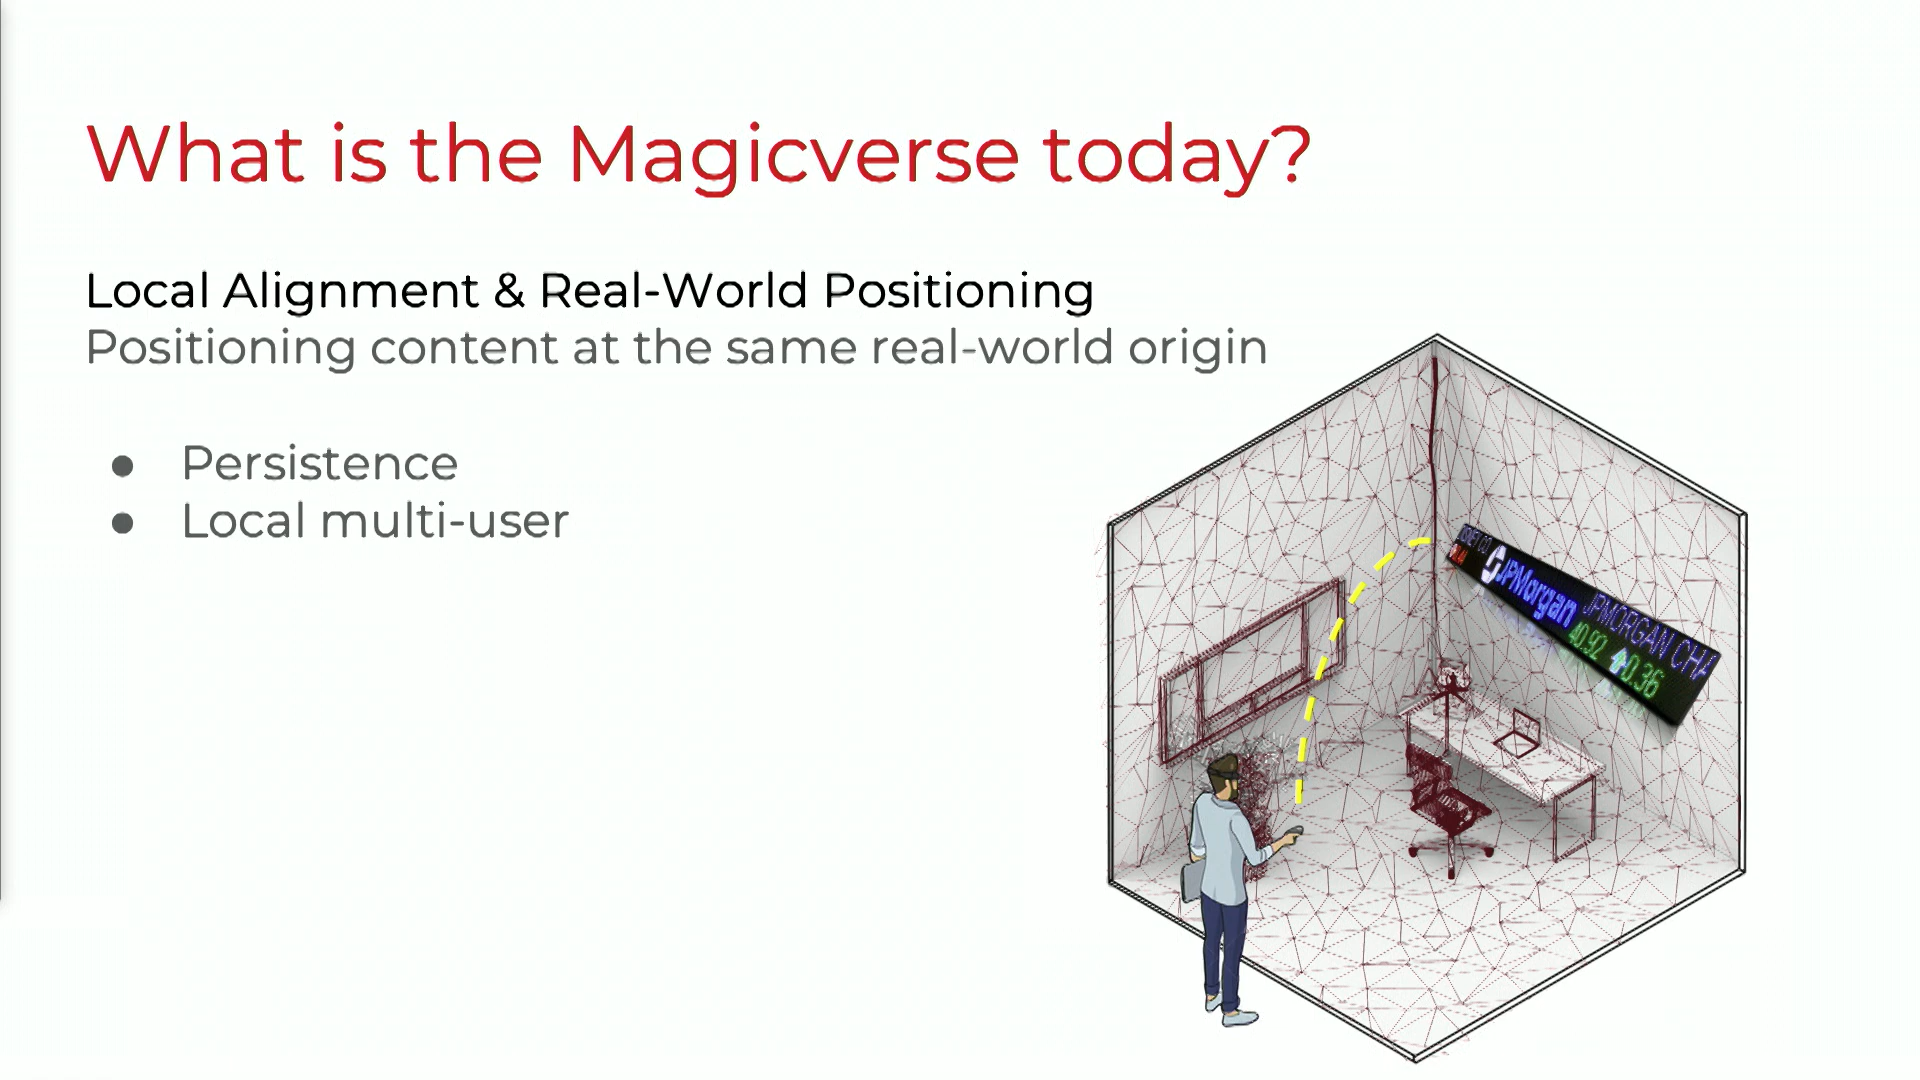 What is the Magicverse today?
Local Alignment & Real-World Positioning
Positioning content at the same real-world origin
● Persistence
● Local multi-user
JPMorgan
JPMORGAN CHA
40.92 0.36